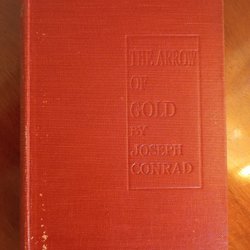 THE ARROW
OF
GOLD
BY
JOSEPH
CONRAD